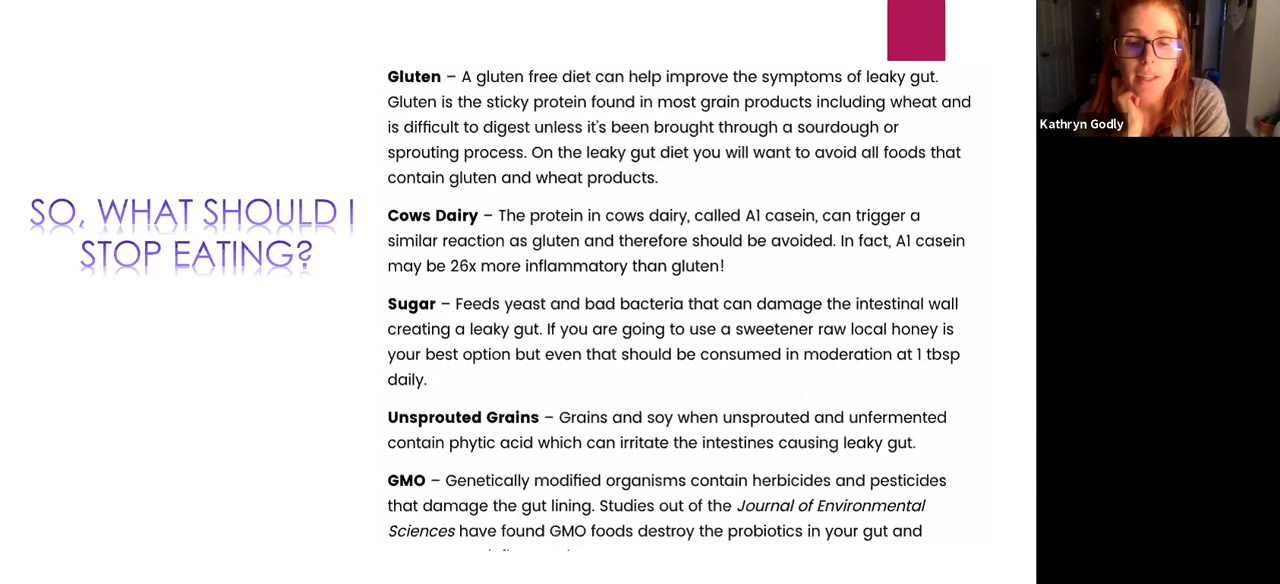 SO, WHAT SHOULD I
STOP EATING?
Gluten – A gluten free diet can help improve the symptoms of leaky gut.
Gluten is the sticky protein found in most grain products including wheat and
is difficult to digest unless it's been brought through a sourdough or
sprouting process. On the leaky gut diet you will want to avoid all foods that
contain gluten and wheat products.
Cows Dairy – The protein in cows dairy, called A1 casein, can trigger a
similar reaction as gluten and therefore should be avoided. In fact, A1 casein
may be 26x more inflammatory than gluten!
Sugar – Feeds yeast and bad bacteria that can damage the intestinal wall
creating a leaky gut. If you are going to use a sweetener raw local honey is
your best option but even that should be consumed in moderation at 1 tbsp
daily.
Unsprouted Grains – Grains and soy when unsprouted and unfermented
contain phytic acid which can irritate the intestines causing leaky gut.
GMO – Genetically modified organisms contain herbicides and pesticides
that damage the gut lining. Studies out of the Journal of Environmental
Sciences have found GMO foods destroy the probiotics in your gut and
Kathryn Godly